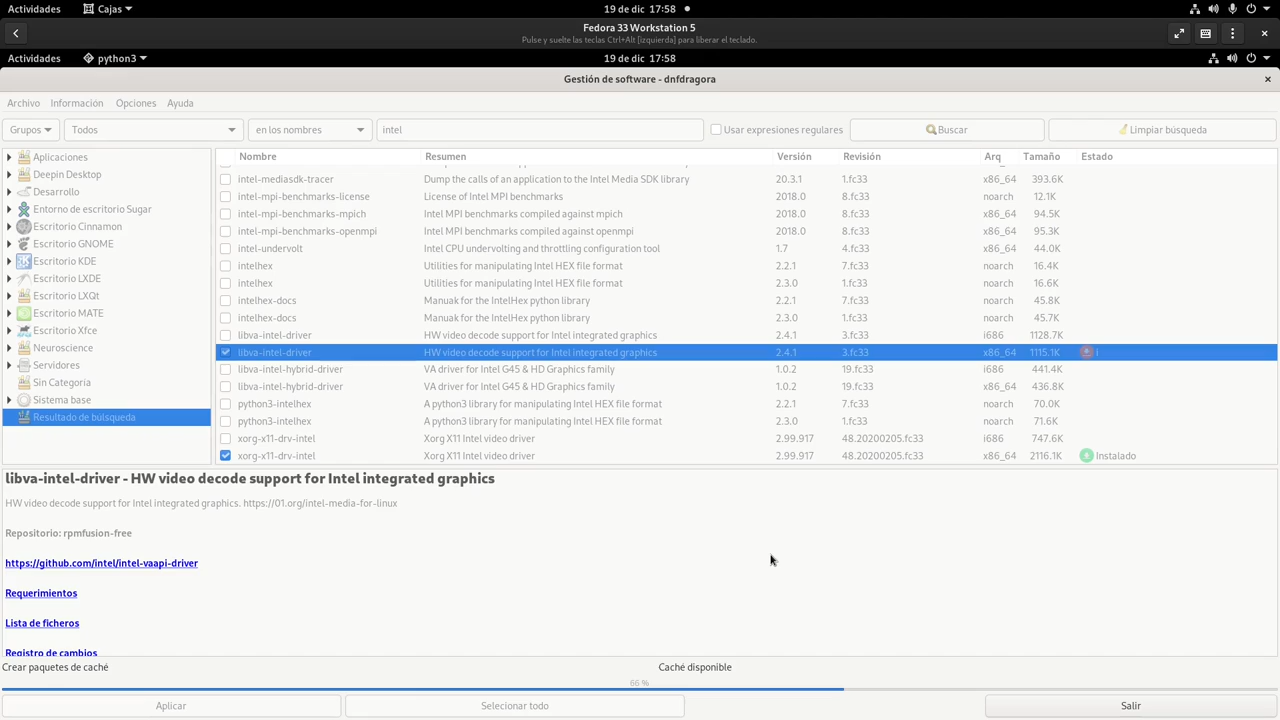 Actividades Cajas 19 de dic 17:58
Fedora 33 Workstation 5
Pulse y suelte las teclas Ctrl+Alt [izquierda] para liberar el teclado.
Actividades python3 19 de dic 17:58
Gestión de software - dnfdragora
Archivo Información Opciones Ayuda
Grupos Todos en los nombres intel Usar expresiones regulares Buscar Limpiar búsqueda
Aplicaciones
Deepin Desktop
Desarrollo
Entorno de escritorio Sugar
Escritorio Cinnamon
Escritorio GNOME
Escritorio KDE
Escritorio LXDE
Escritorio LXQt
Escritorio MATE
Escritorio Xfce
Neuroscience
Servidores
Sin Categoría
Sistema base
Resultado de búlsqueda
Nombre Resumen Versión Revisión Arq Tamaño Estado
intel-mediasdk-tracer Dump the calls of an application to the Intel Media SDK library 20.3.1 1.fc33 x86_64 393.6K
intel-mpi-benchmarks-license License of Intel MPI benchmarks 2018.0 8.fc33 noarch 12.1K
intel-mpi-benchmarks-mpich Intel MPI benchmarks compiled against mpich 2018.0 8.fc33 x86_64 94.5K
intel-mpi-benchmarks-openmpi Intel MPI benchmarks compiled against openmpi 2018.0 8.fc33 x86_64 95.3K
intel-undervolt Intel CPU undervolting and throttling configuration tool 1.7 4.fc33 x86_64 44.0K
intelhex Utilities for manipulating Intel HEX file format 2.2.1 7.fc33 noarch 16.4K
intelhex Utilities for manipulating Intel HEX file format 2.3.0 1.fc33 noarch 16.6K
intelhex-docs Manuak for the IntelHex python library 2.2.1 7.fc33 noarch 45.8K
intelhex-docs Manuak for the IntelHex python library 2.3.0 1.fc33 noarch 45.7K
libva-intel-driver HW video decode support for Intel integrated graphics 2.4.1 3.fc33 i686 1128.7K
libva-intel-driver HW video decode support for Intel integrated graphics 2.4.1 3.fc33 x86_64 1115.1K i
libva-intel-hybrid-driver VA driver for Intel G45 & HD Graphics family 1.0.2 19.fc33 i686 441.4K
libva-intel-hybrid-driver VA driver for Intel G45 & HD Graphics family 1.0.2 19.fc33 x86_64 436.8K
python3-intelhex A python3 library for manipulating Intel HEX file format 2.2.1 7.fc33 noarch 70.0K
python3-intelhex A python3 library for manipulating Intel HEX file format 2.3.0 1.fc33 noarch 71.6K
xorg-x11-drv-intel Xorg X11 Intel video driver 2.99.917 48.20200205.fc33 i686 747.6K
xorg-x11-drv-intel Xorg X11 Intel video driver 2.99.917 48.20200205.fc33 x86_64 2116.1K Instalado
libva-intel-driver - HW video decode support for Intel integrated graphics
HW video decode support for Intel integrated graphics. https://01.org/intel-media-for-linux
Repositorio: rpmfusion-free
https://github.com/intel/intel-vaapi-driver
Requerimientos
Lista de ficheros
Registro de cambios
Crear paquetes de caché Caché disponible
66 %
Aplicar Selecionar todo Salir